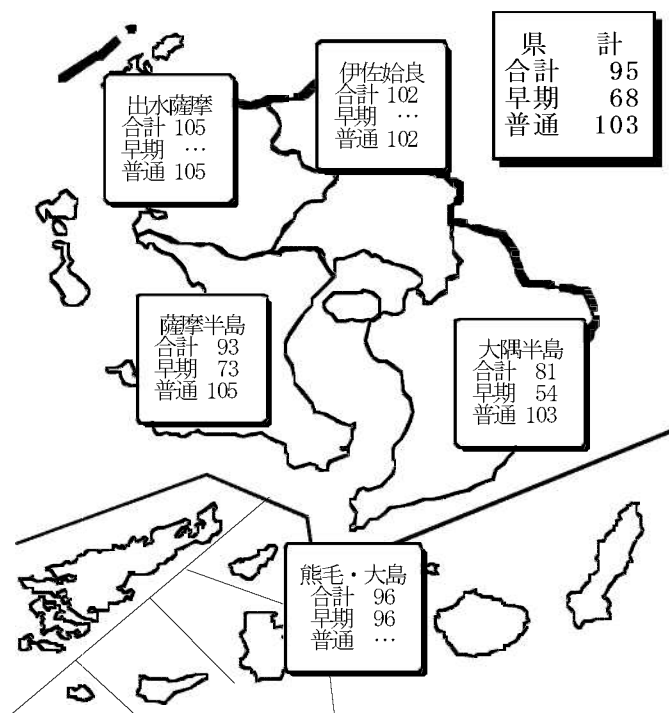 県 計
合計 95
早期 68
普通 103
伊佐姶良
合計 102
早期 …
普通 102
出水薩摩
合計 105
早期 …
普通 105
薩摩半島
合計 93
早期 73
普通 105
大隅半島
合計 81
早期 54
普通 103
熊毛・大島
合計 96
早期 96
普通 …